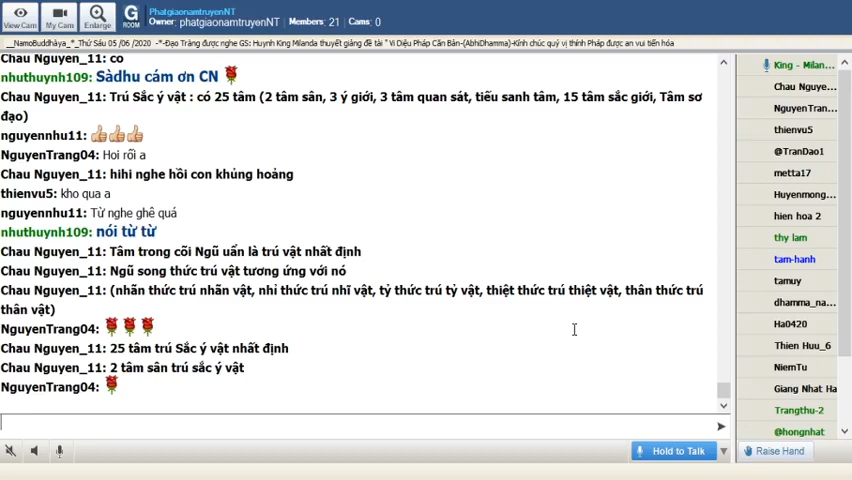 View Cam
My Cam
Enlarge
G
ROOM
PhatgiaonamtruyenNT
Owner: phatgiaonamtruyenNT Members: 21 Cams: 0
__NamoBuddhàya_*_Thứ Sáu 05 /06 /2020 -*-Đạo Tràng được nghe GS: Huynh King Milanda thuyết giảng đề tài " Vi Diệu Pháp Căn Bản-(AbhiDhamma)-Kính chúc quý vị thính Pháp được an vui tiến hóa
Chau Nguyen_11: co
nhuthuynh109: Sàdhu cám ơn CN
Chau Nguyen_11: Trú Sắc ý vật : có 25 tâm (2 tâm sân, 3 ý giới, 3 tâm quan sát, tiếu sanh tâm, 15 tâm sắc giới, Tâm sơ
đạo)
nguyennhu11:
NguyenTrang04: Hoi rối a
Chau Nguyen_11: hihi nghe hồi con khủng hoảng
thienvu5: kho qua a
nguyennhu11: Từ nghe ghê quá
nhuthuynh109: nói từ từ
Chau Nguyen_11: Tâm trong cõi Ngũ uẩn là trú vật nhất định
Chau Nguyen_11: Ngũ song thức trú vật tương ứng với nó
Chau Nguyen_11: (nhãn thức trú nhãn vật, nhỉ thức trú nhĩ vật, tỷ thức trú tỷ vật, thiệt thức trú thiệt vật, thân thức trú
thân vật)
NguyenTrang04:
Chau Nguyen_11: 25 tâm trú Sắc ý vật nhất định
Chau Nguyen_11: 2 tâm sân trú sắc ý vật
NguyenTrang04:
King - Milan...
Chau Nguye...
NguyenTran...
thienvu5
@TranDao1
metta17
Huyenmong...
hien hoa 2
thy lam
tam-hanh
tamuy
dhamma_na...
Ha0420
Thien Huu_6
NiemTu
Giang Nhat Ha
Trangthu-2
@hongnhat
Hold to Talk
Raise Hand